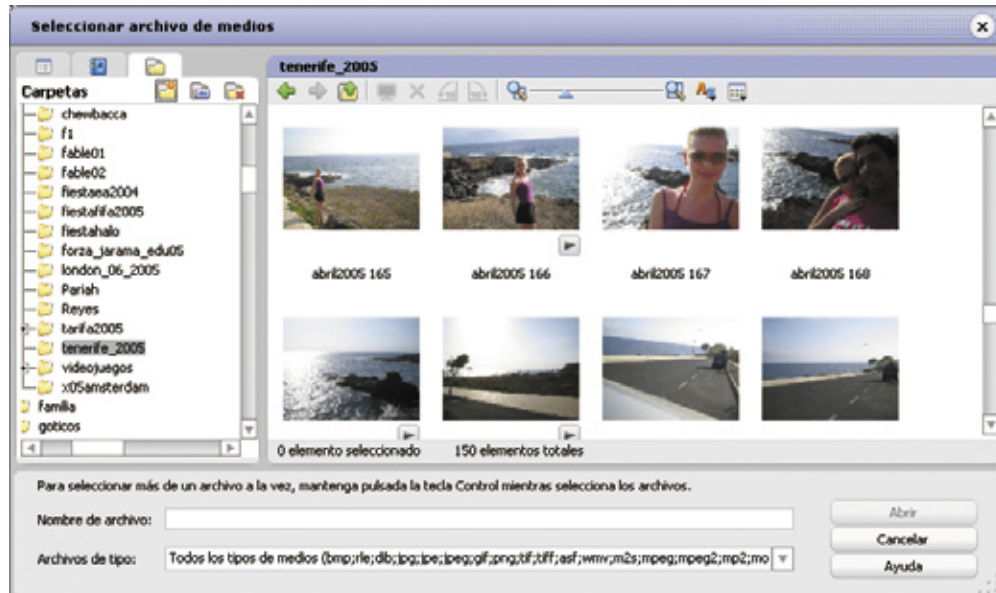 Seleccionar archivo de medios
Carpetas
chewbacca
f1
fable01
fable02
fiestaea2004
fiestafifa2005
fiestahalo
forza_jarama_edu05
london_06_2005
Pariah
Reyes
tarifa2005
tenerife_2005
videojuegos
x05amsterdam
familia
goticos
tenerife_2005
abril2005 165
abril2005 166
abril2005 167
abril2005 168
0 elemento seleccionado
150 elementos totales
Para seleccionar más de un archivo a la vez, mantenga pulsada la tecla Control mientras selecciona los archivos.
Nombre de archivo:
Archivos de tipo:
Todos los tipos de medios (bmp;rle;dib;jpg;jpe;jpeg;gif;png;tif;tiff;asf;wmv;m2s;mpeg;mpeg2;mp2;mo
Abrir
Cancelar
Ayuda